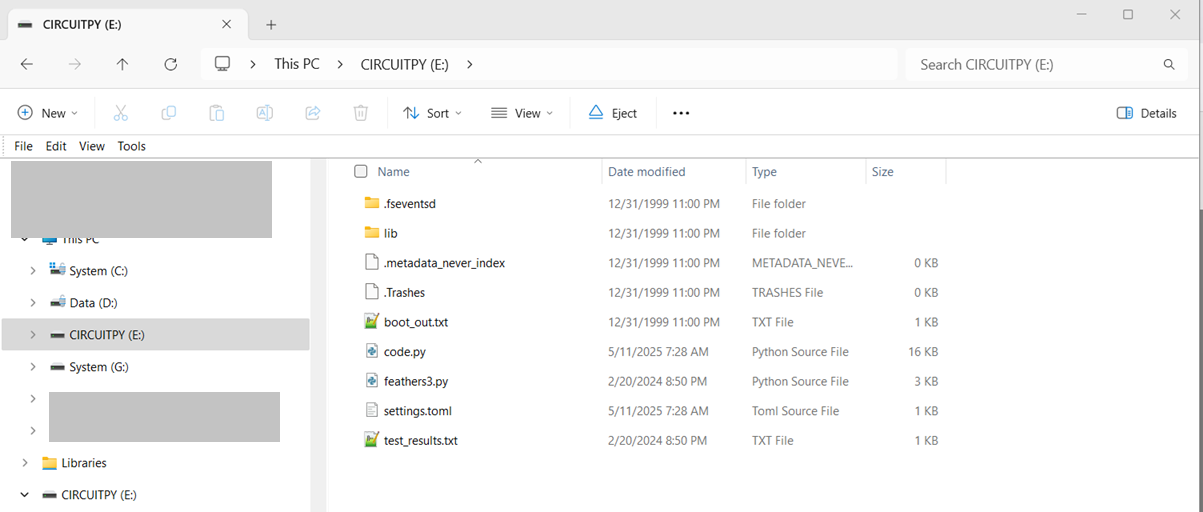 CIRCUITPY (E:)
This PC
CIRCUITPY (E:)
Search CIRCUITPY (E:)
New
Sort
View
Eject
Details
File Edit View Tools
Name Date modified Type Size
.fseventsd 12/31/1999 11:00 PM File folder
lib 12/31/1999 11:00 PM File folder
.metadata_never_index 12/31/1999 11:00 PM METADATA_NEVE... 0 KB
.Trashes 12/31/1999 11:00 PM TRASHES File 0 KB
boot_out.txt 12/31/1999 11:00 PM TXT File 1 KB
code.py 5/11/2025 7:28 AM Python Source File 16 KB
feathers3.py 2/20/2024 8:50 PM Python Source File 3 KB
settings.toml 5/11/2025 7:28 AM Toml Source File 1 KB
test_results.txt 2/20/2024 8:50 PM TXT File 1 KB
This PC
System (C:)
Data (D:)
CIRCUITPY (E:)
System (G:)
Libraries
CIRCUITPY (E:)